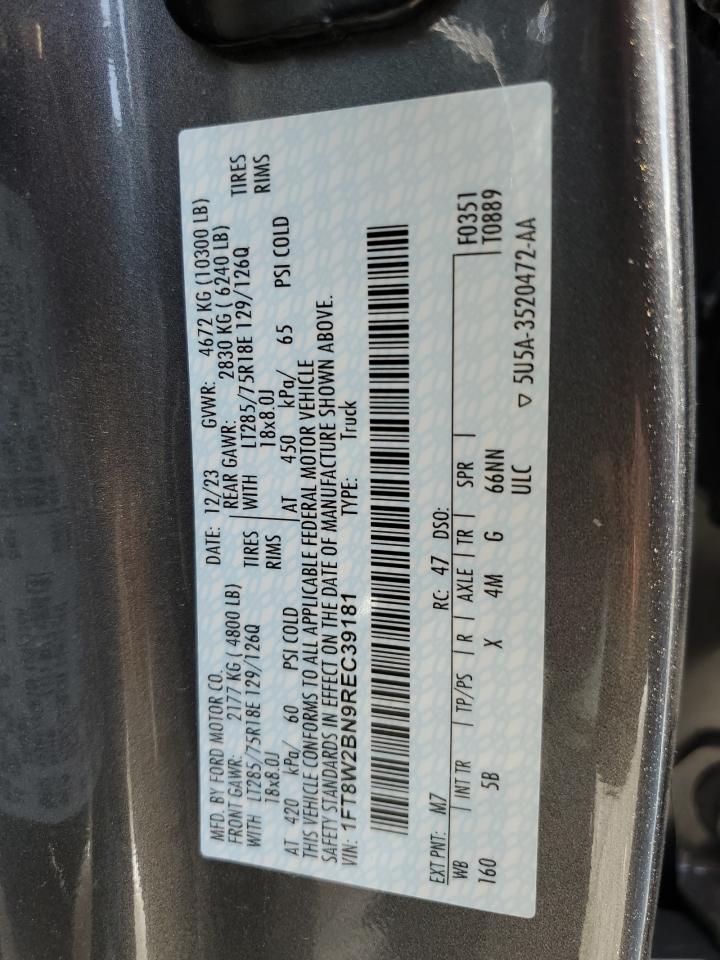 MFD. BY FORD MOTOR CO.
DATE: 12/23 GVWR: 4672 KG (10300 LB)
FRONT GAWR: 2177 KG ( 4800 LB) REAR GAWR: 2830 KG ( 6240 LB)
WITH LT285/75R18E 129/126Q TIRES WITH LT285/75R18E 129/126Q TIRES
18x8.0J RIMS 18x8.0J RIMS
AT 420 kPa/ 60 PSI COLD AT 450 kPa/ 65 PSI COLD
THIS VEHICLE CONFORMS TO ALL APPLICABLE FEDERAL MOTOR VEHICLE
SAFETY STANDARDS IN EFFECT ON THE DATE OF MANUFACTURE SHOWN ABOVE.
VIN: 1FT8W2BN9REC39181 TYPE: Truck
EXT PNT: M7 RC: 47 DSO: F0351
WB INT TR TP/PS R AXLE TR SPR T0889
160 5B X 4M G 66NN
ULC ▽ 5U5A-3520472-AA